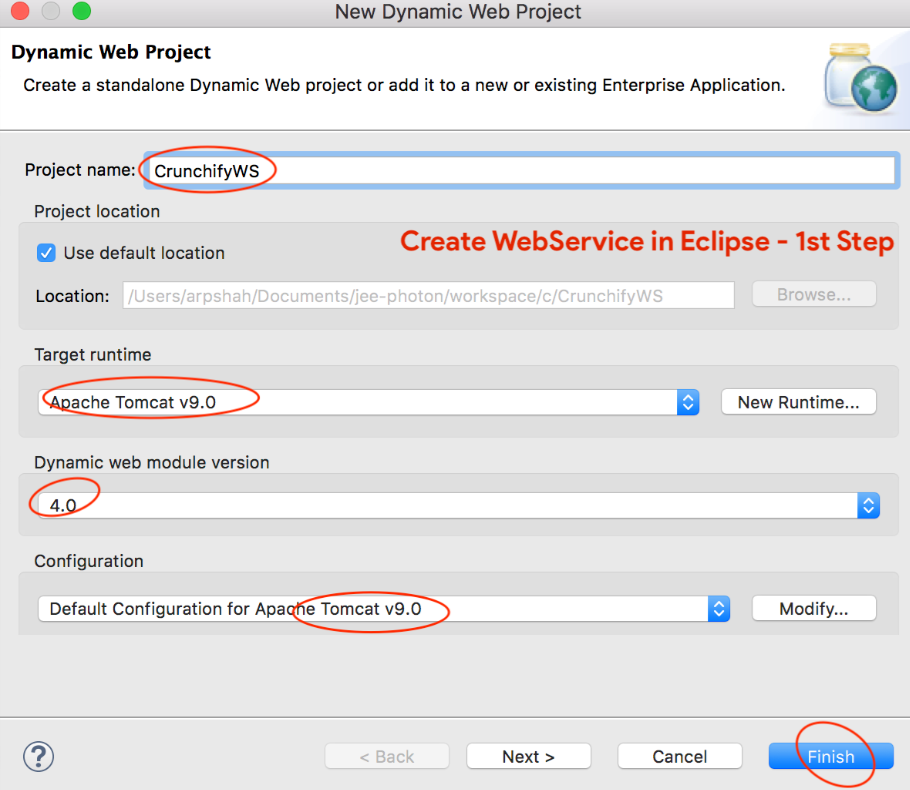 New Dynamic Web Project
Dynamic Web Project
Create a standalone Dynamic Web project or add it to a new or existing Enterprise Application.
Project name: CrunchifyWS
Project location
Create WebService in Eclipse - 1st Step
Use default location
Location: /Users/arpshah/Documents/jee-photon/workspace/c/CrunchifyWS Browse...
Target runtime
Apache Tomcat v9.0 New Runtime...
Dynamic web module version
4.0
Configuration
Default Configuration for Apache Tomcat v9.0 Modify...
? < Back Next > Cancel Finish